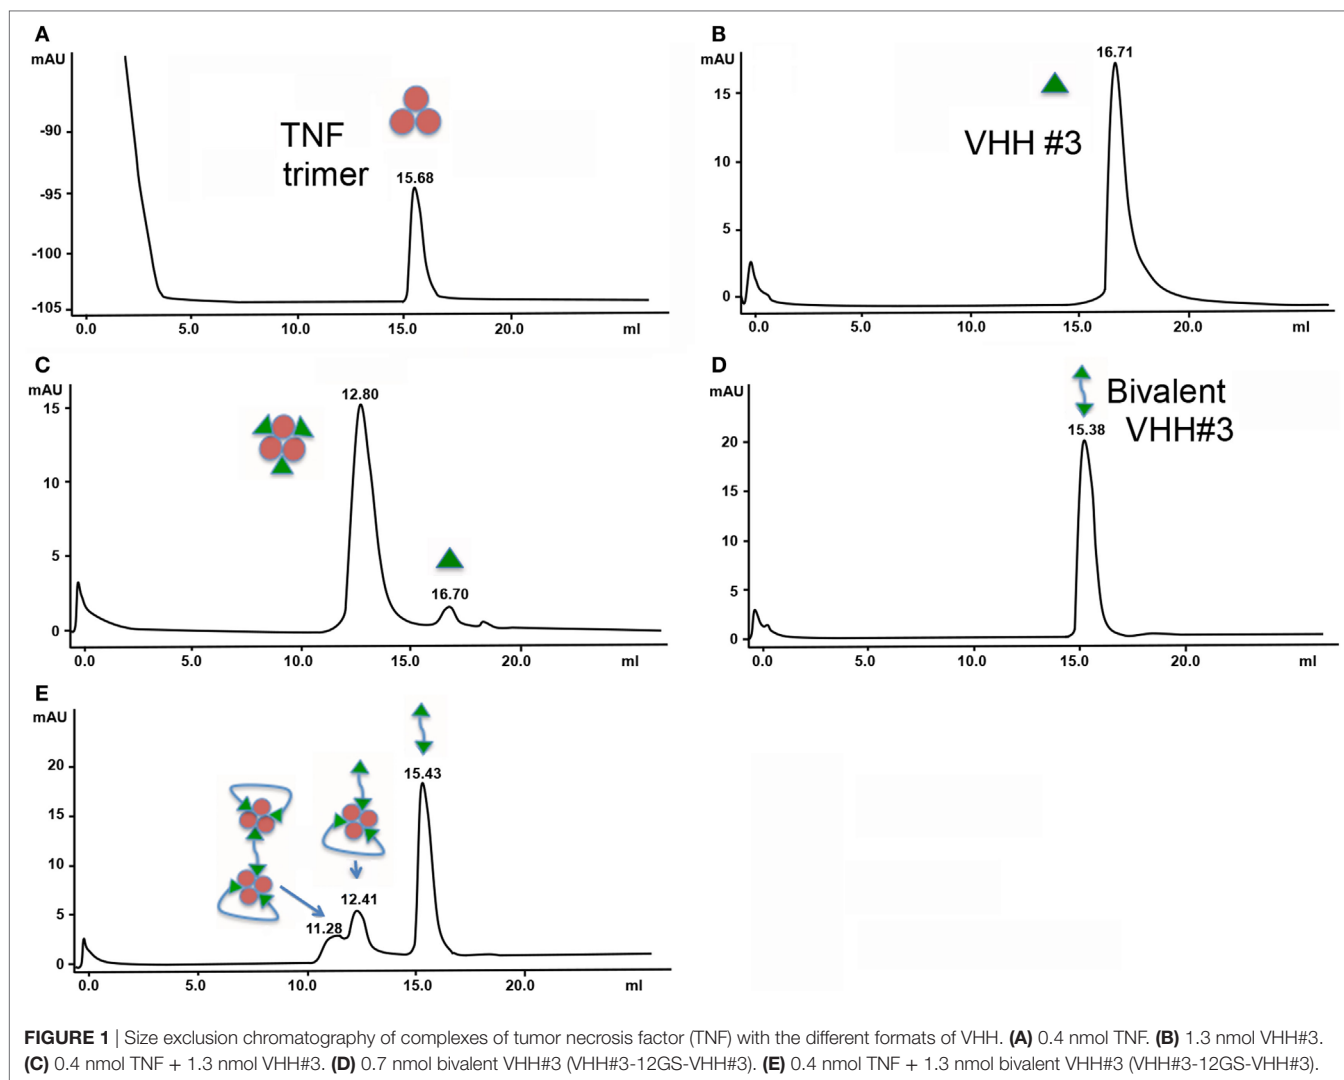 A
mAU
-90
-95
-100
-105
TNF
trimer
15.68
0.0 5.0 10.0 15.0 20.0 ml
B
mAU
15
10
5
0
16.71
VHH #3
0.0 5.0 10.0 15.0 20.0 ml
C
mAU
15
10
5
0
12.80
16.70
0.0 5.0 10.0 15.0 20.0 ml
D
mAU
20
15
10
5
0
Bivalent
VHH#3
15.38
0.0 5.0 10.0 15.0 20.0 ml
E
mAU
20
15
10
5
0
15.43
12.41
11.28
0.0 5.0 10.0 15.0 20.0 ml
FIGURE 1 | Size exclusion chromatography of complexes of tumor necrosis factor (TNF) with the different formats of VHH. (A) 0.4 nmol TNF. (B) 1.3 nmol VHH#3.
(C) 0.4 nmol TNF + 1.3 nmol VHH#3. (D) 0.7 nmol bivalent VHH#3 (VHH#3-12GS-VHH#3). (E) 0.4 nmol TNF + 1.3 nmol bivalent VHH#3 (VHH#3-12GS-VHH#3).